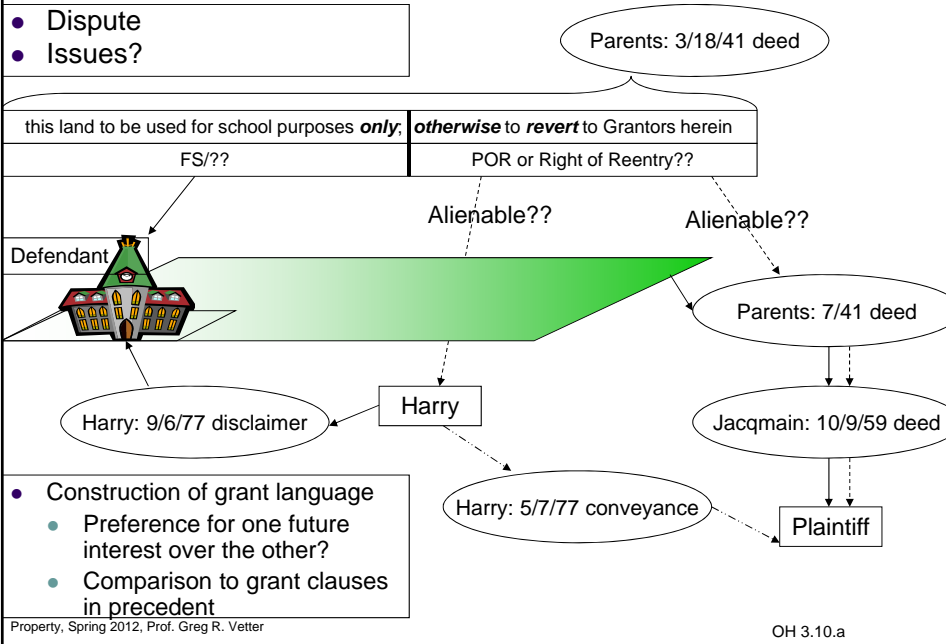 Dispute
Issues?
Parents: 3/18/41 deed
this land to be used for school purposes only; otherwise to revert to Grantors herein
FS/??
POR or Right of Reentry??
Alienable??
Alienable??
Defendant
Parents: 7/41 deed
Harry
Harry: 9/6/77 disclaimer
Jacqmain: 10/9/59 deed
Harry: 5/7/77 conveyance
Plaintiff
Construction of grant language
Preference for one future
interest over the other?
Comparison to grant clauses
in precedent
Property, Spring 2012, Prof. Greg R. Vetter
OH 3.10.a